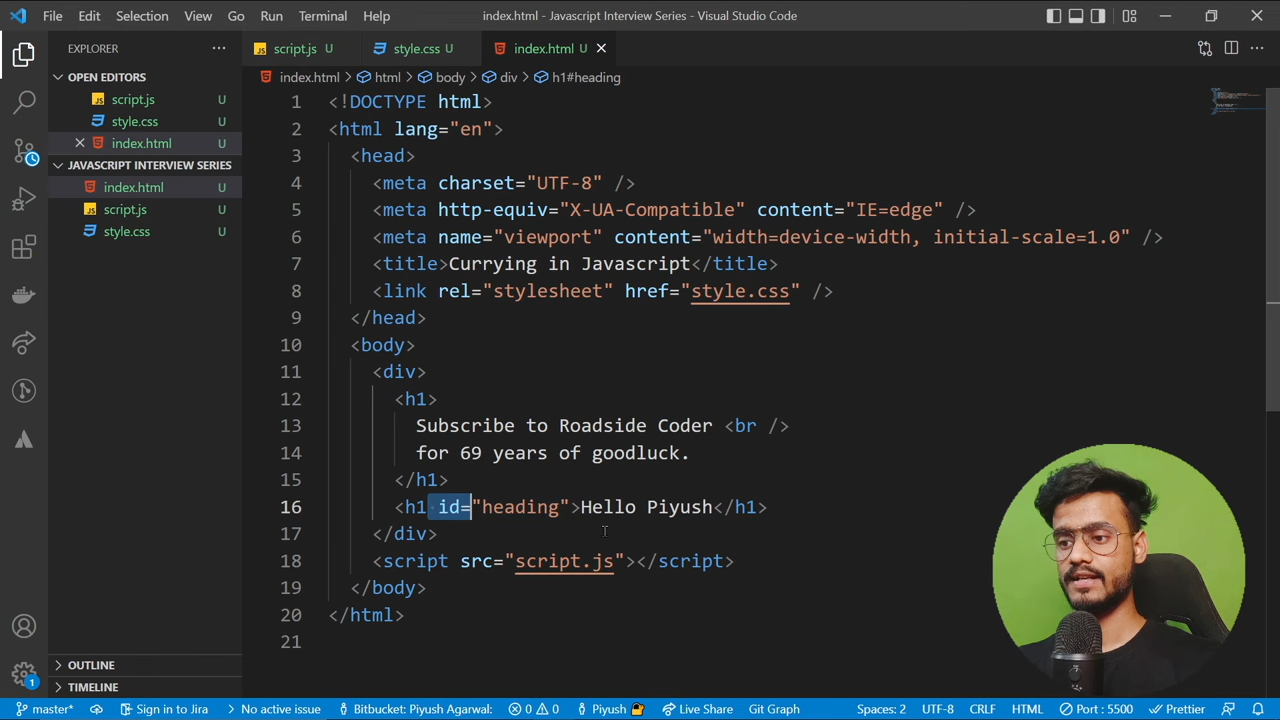 File Edit Selection View Go Run Terminal Help index.html - Javascript Interview Series - Visual Studio Code
EXPLORER
script.js U style.css U index.html U
index.html > html > body > div > h1#heading
OPEN EDITORS
script.js U
style.css U
index.html U
JAVASCRIPT INTERVIEW SERIES
index.html U
script.js U
style.css U
1 <!DOCTYPE html>
2 <html lang="en">
3 <head>
4 <meta charset="UTF-8" />
5 <meta http-equiv="X-UA-Compatible" content="IE=edge" />
6 <meta name="viewport" content="width=device-width, initial-scale=1.0" />
7 <title>Currying in Javascript</title>
8 <link rel="stylesheet" href="style.css" />
9 </head>
10 <body>
11 <div>
12 <h1>
13 Subscribe to Roadside Coder <br />
14 for 69 years of goodluck.
15 </h1>
16 <h1 id="heading">Hello Piyush</h1>
17 </div>
18 <script src="script.js"></script>
19 </body>
20 </html>
21
OUTLINE
TIMELINE
1
master* Sign in to Jira No active issue Bitbucket: Piyush Agarwal: 0 0 Piyush Live Share Git Graph Spaces: 2 UTF-8 CRLF HTML Port : 5500 Prettier